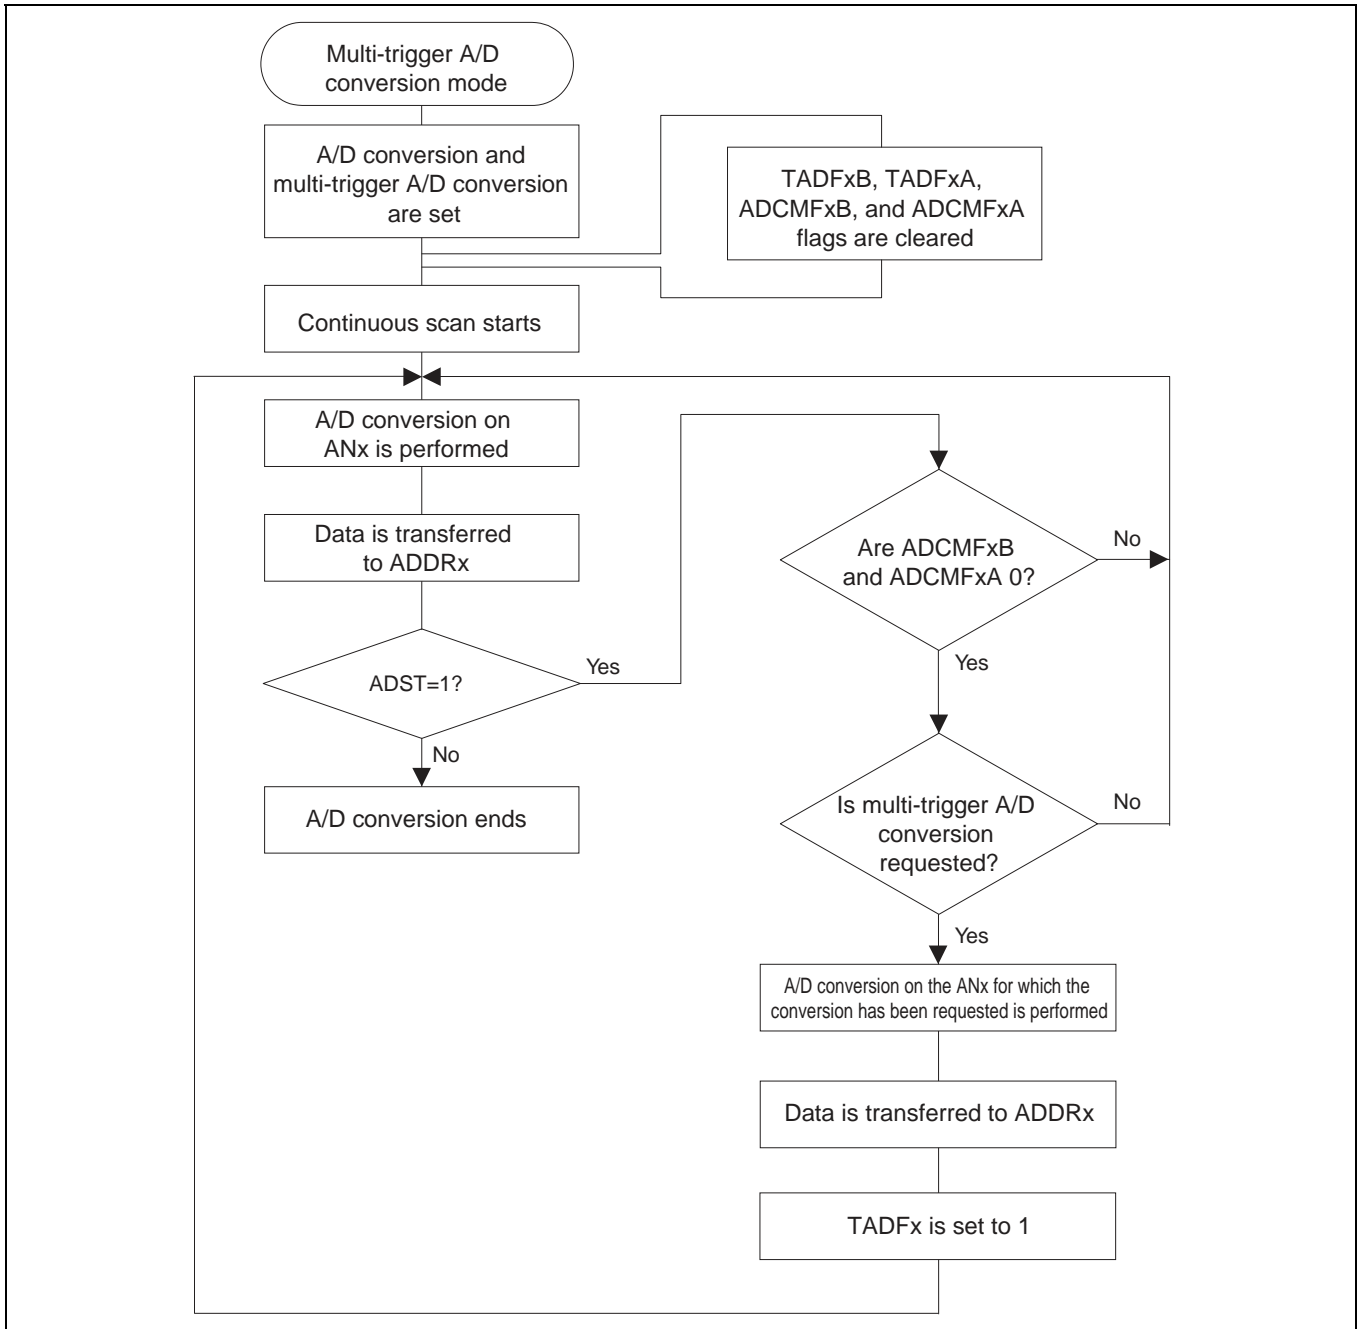 Multi-trigger A/D
conversion mode
A/D conversion and
multi-trigger A/D conversion
are set
TADFxB, TADFxA,
ADCMFxB, and ADCMFxA
flags are cleared
Continuous scan starts
A/D conversion on
ANx is performed
Data is transferred
to ADDRx
ADST=1?
Yes
No
A/D conversion ends
Are ADCMFxB
and ADCMFxA 0?
No
Yes
Is multi-trigger A/D
conversion
requested?
No
Yes
A/D conversion on the ANx for which the
conversion has been requested is performed
Data is transferred to ADDRx
TADFx is set to 1